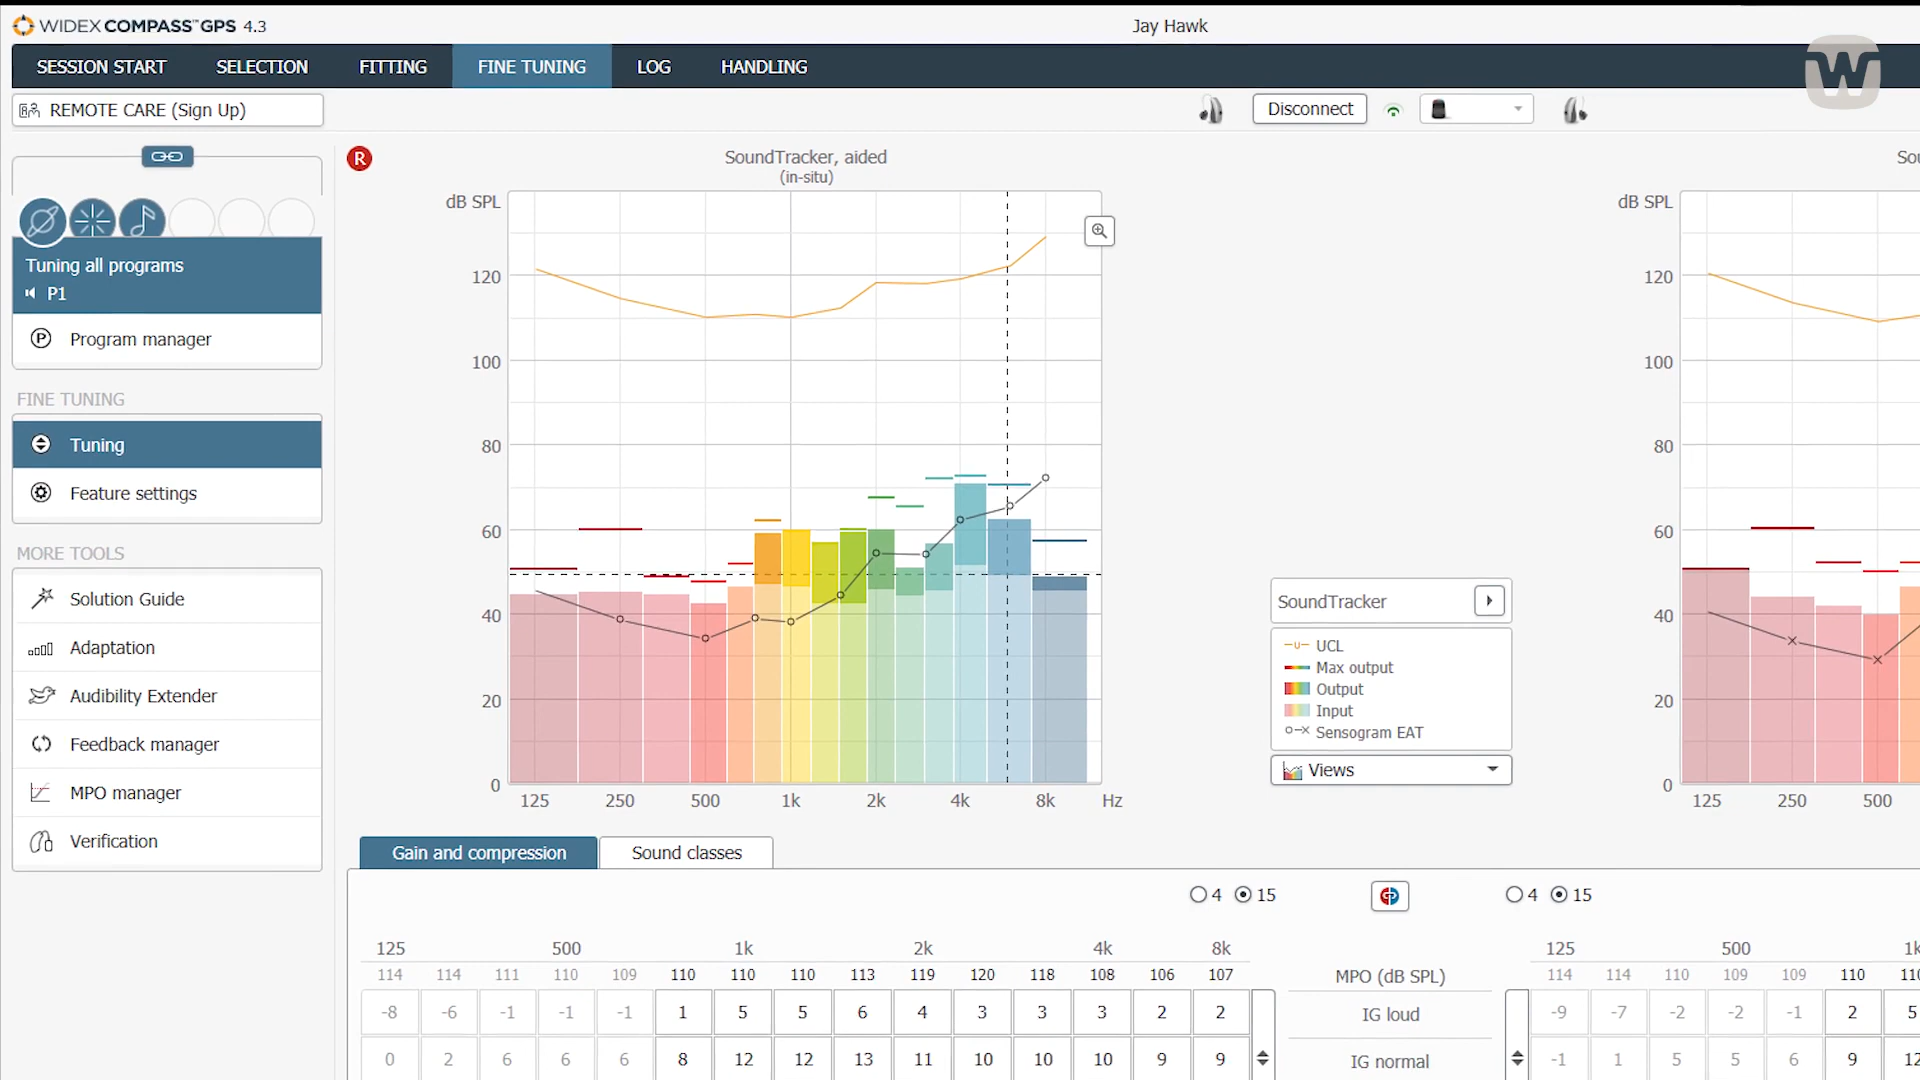 WIDEX COMPASS™ GPS 4.3
Jay Hawk
SESSION START SELECTION FITTING FINE TUNING LOG HANDLING
W
REMOTE CARE (Sign Up)
Disconnect
R
SoundTracker, aided
(in-situ)
dB SPL
120
100
80
60
40
20
0
125 250 500 1k 2k 4k 8k Hz
Tuning all programs
P1
P Program manager
FINE TUNING
Tuning
Feature settings
MORE TOOLS
Solution Guide
Adaptation
Audibility Extender
Feedback manager
MPO manager
Verification
SoundTracker
UCL
Max output
Output
Input
Sensogram EAT
Views
Sou
dB SPL
120
100
80
60
40
20
0
125 250 500
Gain and compression Sound classes
4 15
4 15
125 500 1k 2k 4k 8k
114 114 111 110 109 110 110 110 113 119 120 118 108 106 107
-8 -6 -1 -1 -1 1 5 5 6 4 3 3 3 2 2
0 2 6 6 6 8 12 12 13 11 10 10 10 9 9
MPO (dB SPL)
IG loud
IG normal
125 500 1k
114 114 110 109 109 110 110
-9 -7 -2 -2 -1 2 5
-1 1 5 5 6 9 12